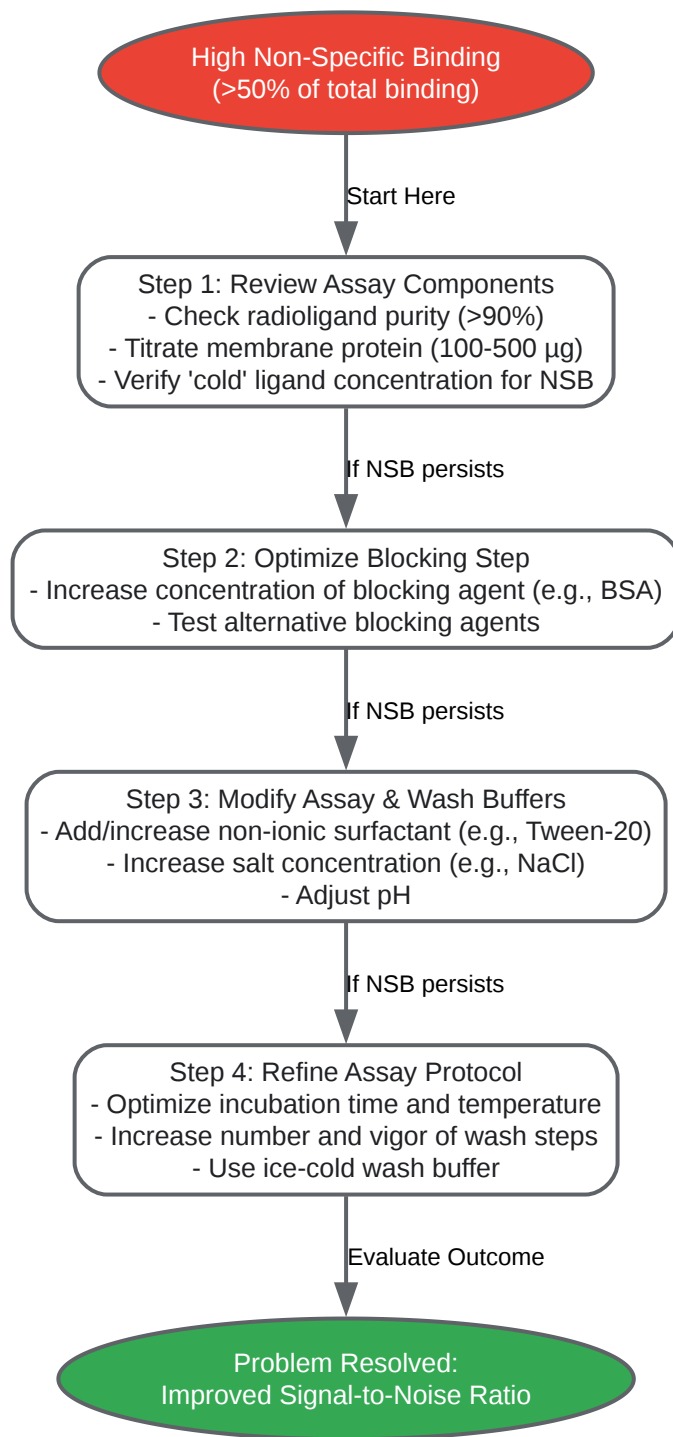 High Non-Specific Binding
(>50% of total binding)
Start Here
Step 1: Review Assay Components
- Check radioligand purity (>90%)
- Titrate membrane protein (100-500 µg)
- Verify 'cold' ligand concentration for NSB
If NSB persists
Step 2: Optimize Blocking Step
- Increase concentration of blocking agent (e.g., BSA)
- Test alternative blocking agents
If NSB persists
Step 3: Modify Assay & Wash Buffers
- Add/increase non-ionic surfactant (e.g., Tween-20)
- Increase salt concentration (e.g., NaCl)
- Adjust pH
If NSB persists
Step 4: Refine Assay Protocol
- Optimize incubation time and temperature
- Increase number and vigor of wash steps
- Use ice-cold wash buffer
Evaluate Outcome
Problem Resolved:
Improved Signal-to-Noise Ratio